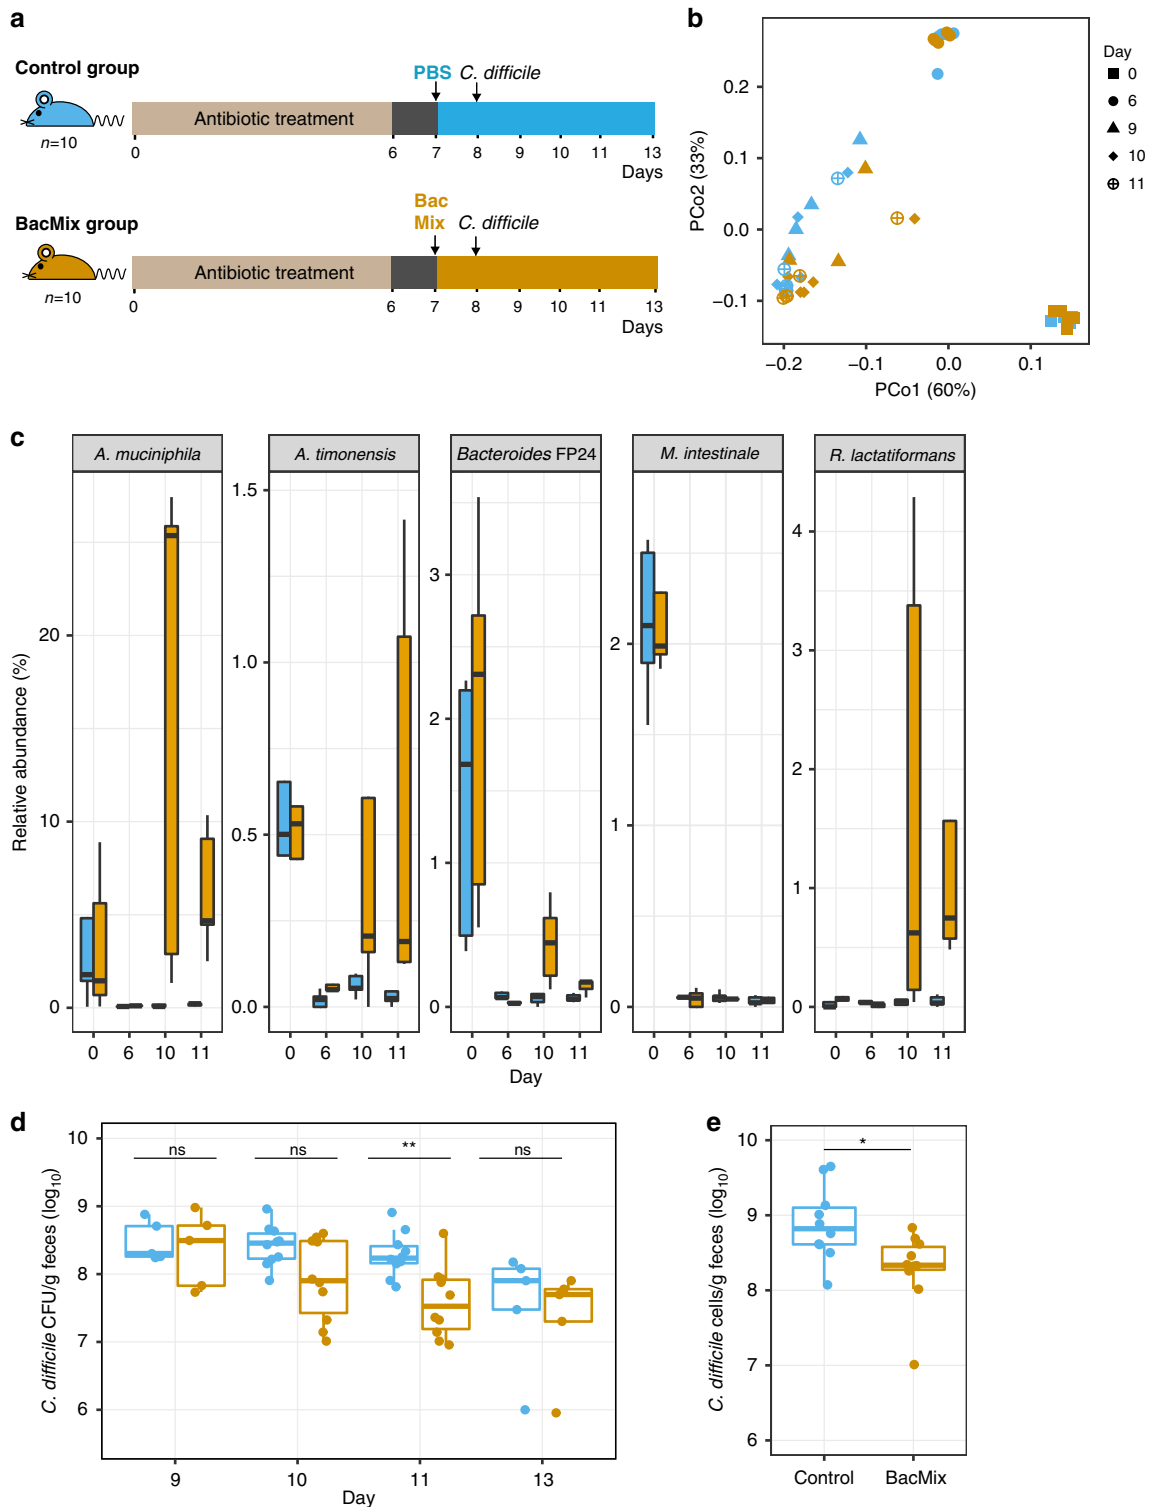 a
Control group
n=10
PBS C. difficile
Antibiotic treatment
0 6 7 8 9 10 11 13
Days
BacMix group
n=10
Bac
Mix
C. difficile
Antibiotic treatment
0 6 7 8 9 10 11 13
Days
b
PCo2 (33%)
0.2
0.1
0.0
−0.1
−0.2 −0.1 0.0 0.1
PCo1 (60%)
Day
0
6
9
10
11
c
Relative abundance (%)
A. muciniphila
20
10
0
0 6 10 11
A. timonensis
1.5
1.0
0.5
0.0
0 6 10 11
Bacteroides FP24
3
2
1
0
0 6 10 11
M. intestinale
2
1
0
0 6 10 11
R. lactatiformans
4
3
2
1
0
0 6 10 11
Day
d
C. difficile CFU/g feces (log10)
10
9
8
7
6
ns ns ** ns
9 10 11 13
Day
e
C. difficile cells/g feces (log10)
10
9
8
7
6
*
Control BacMix